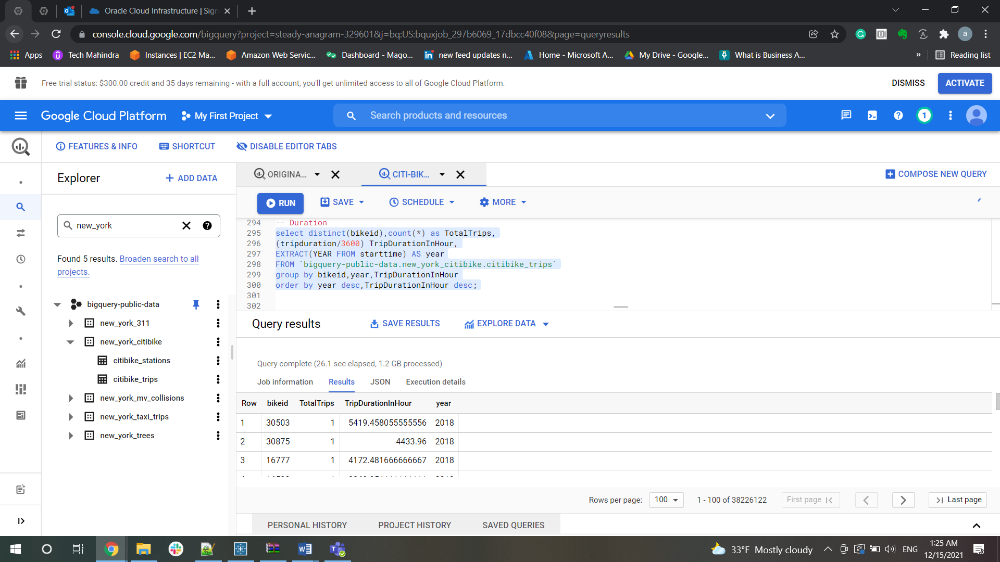 Oracle Cloud Infrastructure | Sign
console.cloud.google.com/bigquery?project=steady-anagram-329601&j=bq:US:bquxjob_297b6069_17dbcc40f08&page=queryresults
a
Apps
Tech Mahindra
Instances | EC2 Ma...
Amazon Web Servic...
Dashboard - Mago...
new feed updates n...
Home - Microsoft A...
My Drive - Google...
What is Business A...
»
Reading list
Free trial status: $300.00 credit and 35 days remaining - with a full account, you'll get unlimited access to all of Google Cloud Platform.
DISMISS
ACTIVATE
Google Cloud Platform
My First Project
Search products and resources
1
FEATURES & INFO
SHORTCUT
DISABLE EDITOR TABS
Explorer
+ ADD DATA
ORIGINA...
CITI-BIK...
COMPOSE NEW QUERY
RUN
SAVE
SCHEDULE
MORE
new_york
Found 5 results. Broaden search to all
projects.
bigquery-public-data
new_york_311
new_york_citibike
citibike_stations
citibike_trips
new_york_mv_collisions
new_york_taxi_trips
new_york_trees
294 -- Duration
295 select distinct(bikeid),count(*) as TotalTrips,
296 (tripduration/3600) TripDurationInHour,
297 EXTRACT(YEAR FROM starttime) AS year
298 FROM `bigquery-public-data.new_york_citibike.citibike_trips`
299 group by bikeid,year,TripDurationInHour
300 order by year desc,TripDurationInHour desc;
301
302
Query results
SAVE RESULTS
EXPLORE DATA
Query complete (26.1 sec elapsed, 1.2 GB processed)
Job information
Results
JSON
Execution details
Row bikeid TotalTrips TripDurationInHour year
1 30503 1 5419.458055555556 2018
2 30875 1 4433.96 2018
3 16777 1 4172.481666666667 2018
Rows per page: 100
1 - 100 of 38226122
First page
Last page
PERSONAL HISTORY
PROJECT HISTORY
SAVED QUERIES
33°F Mostly cloudy
ENG
1:25 AM
12/15/2021